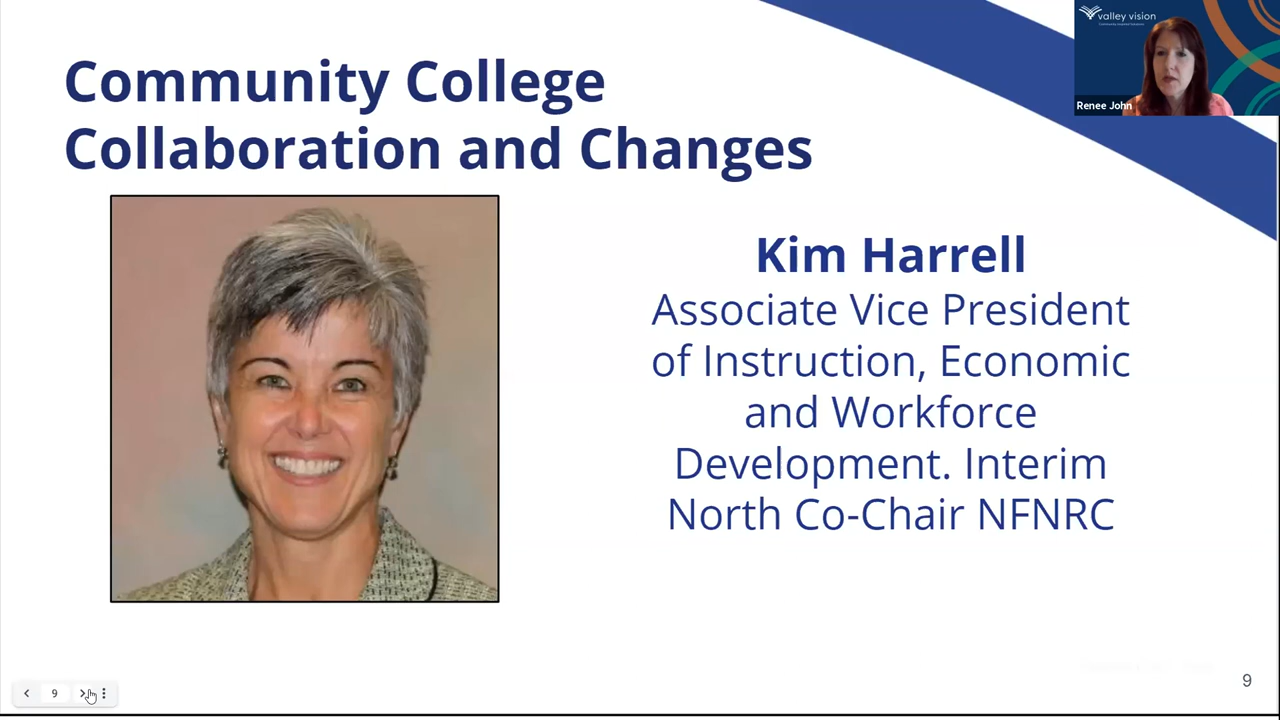 Community College
Collaboration and Changes
valley vision
Renee John
Kim Harrell
Associate Vice President
of Instruction, Economic
and Workforce
Development. Interim
North Co-Chair NFNRC
9
9